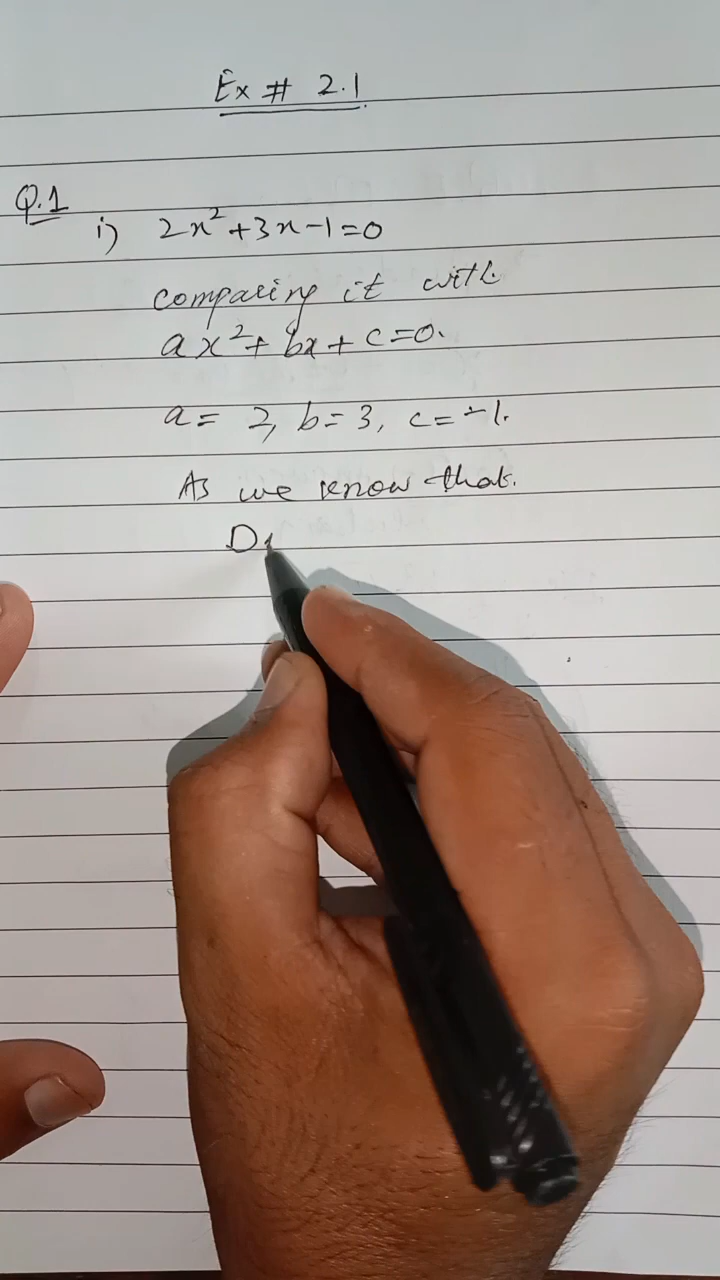 Ex # 2.1
Q.1
i) 2x²+3x-1=0
comparing it with
ax²+bx+c=0.
a= 2, b=3, c=-1.
As we know that.
Di